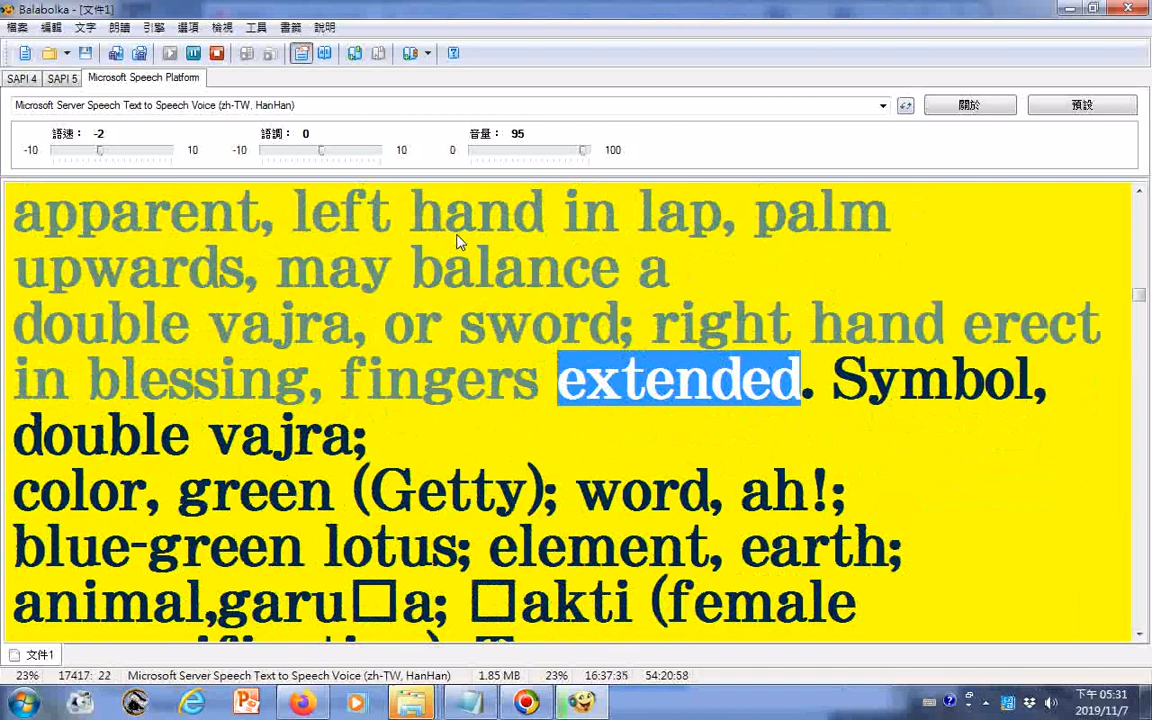 Balabolka - [文件1]
檔案 編輯 文字 朗讀 引擎 選項 檢視 工具 書籤 說明
SAPI 4 SAPI 5 Microsoft Speech Platform
Microsoft Server Speech Text to Speech Voice (zh-TW, HanHan) 關於 預設
語速： -2 語調： 0 音量： 95
-10 10 -10 10 0 100
apparent, left hand in lap, palm
upwards, may balance a
double vajra, or sword; right hand erect
in blessing, fingers extended. Symbol,
double vajra;
color, green (Getty); word, ah!;
blue-green lotus; element, earth;
animal,garu□a; □akti (female
文件1
23% 17417: 22 Microsoft Server Speech Text to Speech Voice (zh-TW, HanHan) 1.85 MB 23% 16:37:35 54:20:58
下午 05:31
2019/11/7